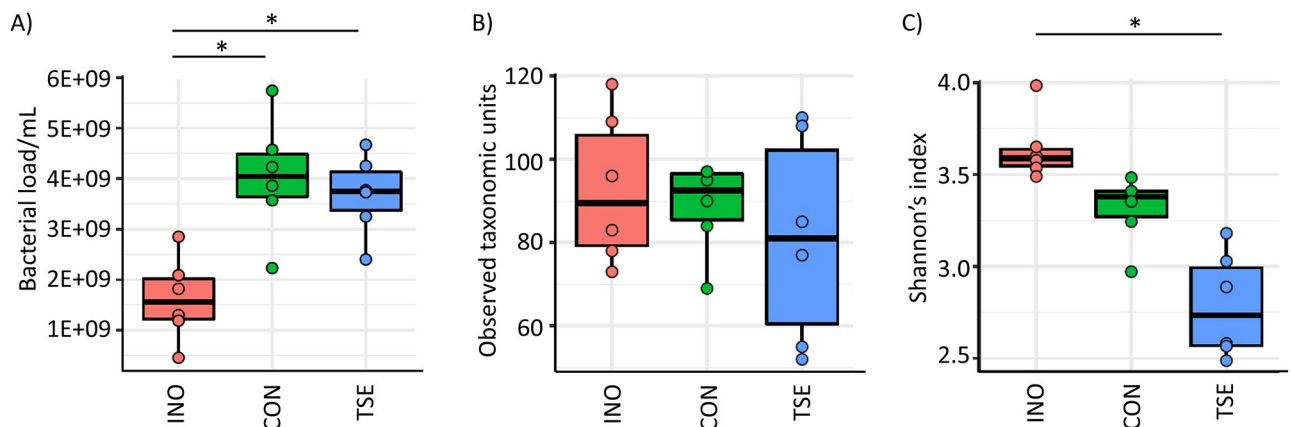 A)
*
*
Bacterial load/mL
6E+09
5E+09
4E+09
3E+09
2E+09
1E+09
INO
CON
TSE
B)
Observed taxonomic units
120
100
80
60
INO
CON
TSE
C)
*
Shannon's index
4.0
3.5
3.0
2.5
INO
CON
TSE